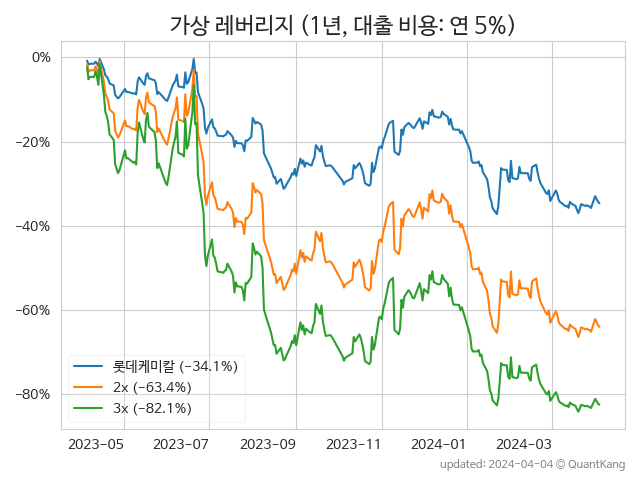 가상 레버리지 (1년, 대출 비용: 연 5%)
0%
−20%
−40%
−60%
−80%
롯데케미칼 (−34.1%)
2x (−63.4%)
3x (−82.1%)
2023−05 2023−07 2023−09 2023−11 2024−01 2024−03
updated: 2024−04−04 © QuantKang